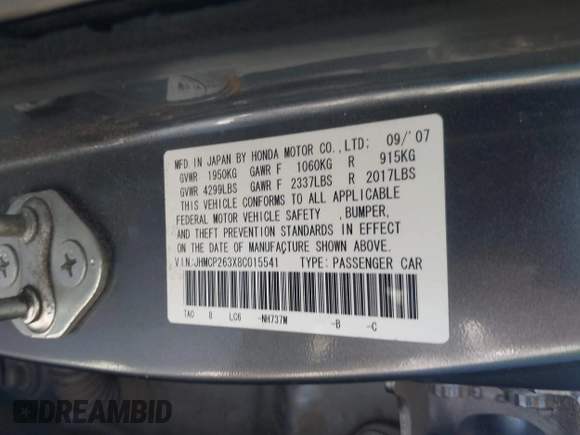 MFD. IN JAPAN BY HONDA MOTOR CO.,LTD: 09/'07
GVWR 1950KG GAWR F 1060KG R 915KG
GVWR 4299LBS GAWR F 2337LBS R 2017LBS
THIS VEHICLE CONFORMS TO ALL APPLICABLE
FEDERAL MOTOR VEHICLE SAFETY ,BUMPER,
AND THEFT PREVENTION STANDARDS IN EFFECT
ON THE DATE OF MANUFACTURE SHOWN ABOVE.
V.I.N:JHMCP263X8C015541 TYPE: PASSENGER CAR
TAO 8 LC6 -NH737M -B -C
DREAMBID